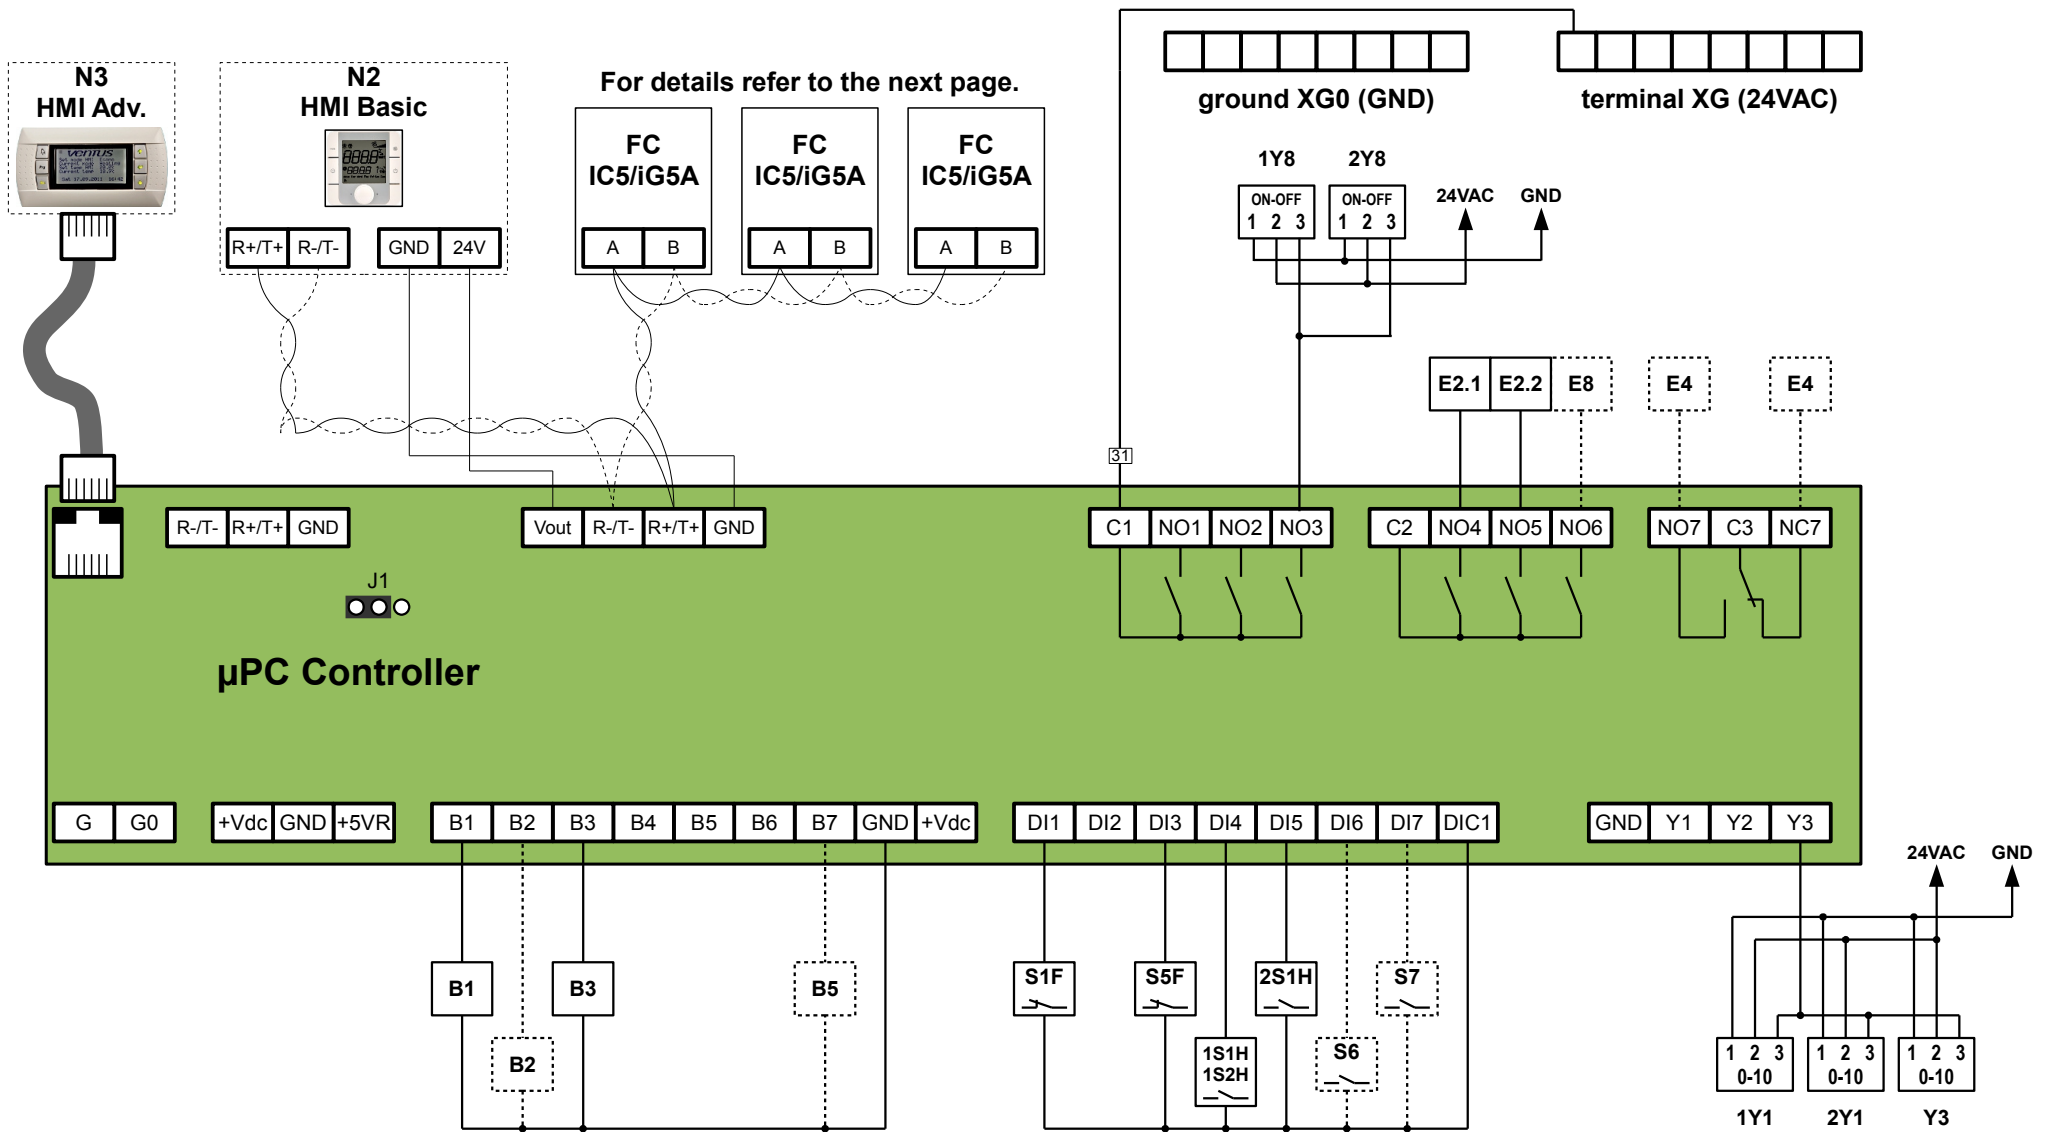 N3
HMI Adv.
ventus
N2
HMI Basic
R+/T+ R-/T- GND 24V
For details refer to the next page.
FC
IC5/iG5A
A B
FC
IC5/iG5A
A B
FC
IC5/iG5A
A B
ground XG0 (GND)
terminal XG (24VAC)
1Y8 2Y8
ON-OFF
1 2 3
ON-OFF
1 2 3
24VAC GND
E2.1 E2.2 E8 E4 E4
31
R-/T- R+/T+ GND
Vout R-/T- R+/T+ GND
C1 NO1 NO2 NO3
C2 NO4 NO5 NO6
NO7 C3 NC7
J1
µPC Controller
G G0
+Vdc GND +5VR
B1 B2 B3 B4 B5 B6 B7 GND +Vdc
DI1 DI2 DI3 DI4 DI5 DI6 DI7 DIC1
GND Y1 Y2 Y3
24VAC GND
B1 B3 B5
B2
S1F S5F 2S1H S7
1S1H
1S2H
S6
1 2 3
0-10
1 2 3
0-10
1 2 3
0-10
1Y1 2Y1 Y3